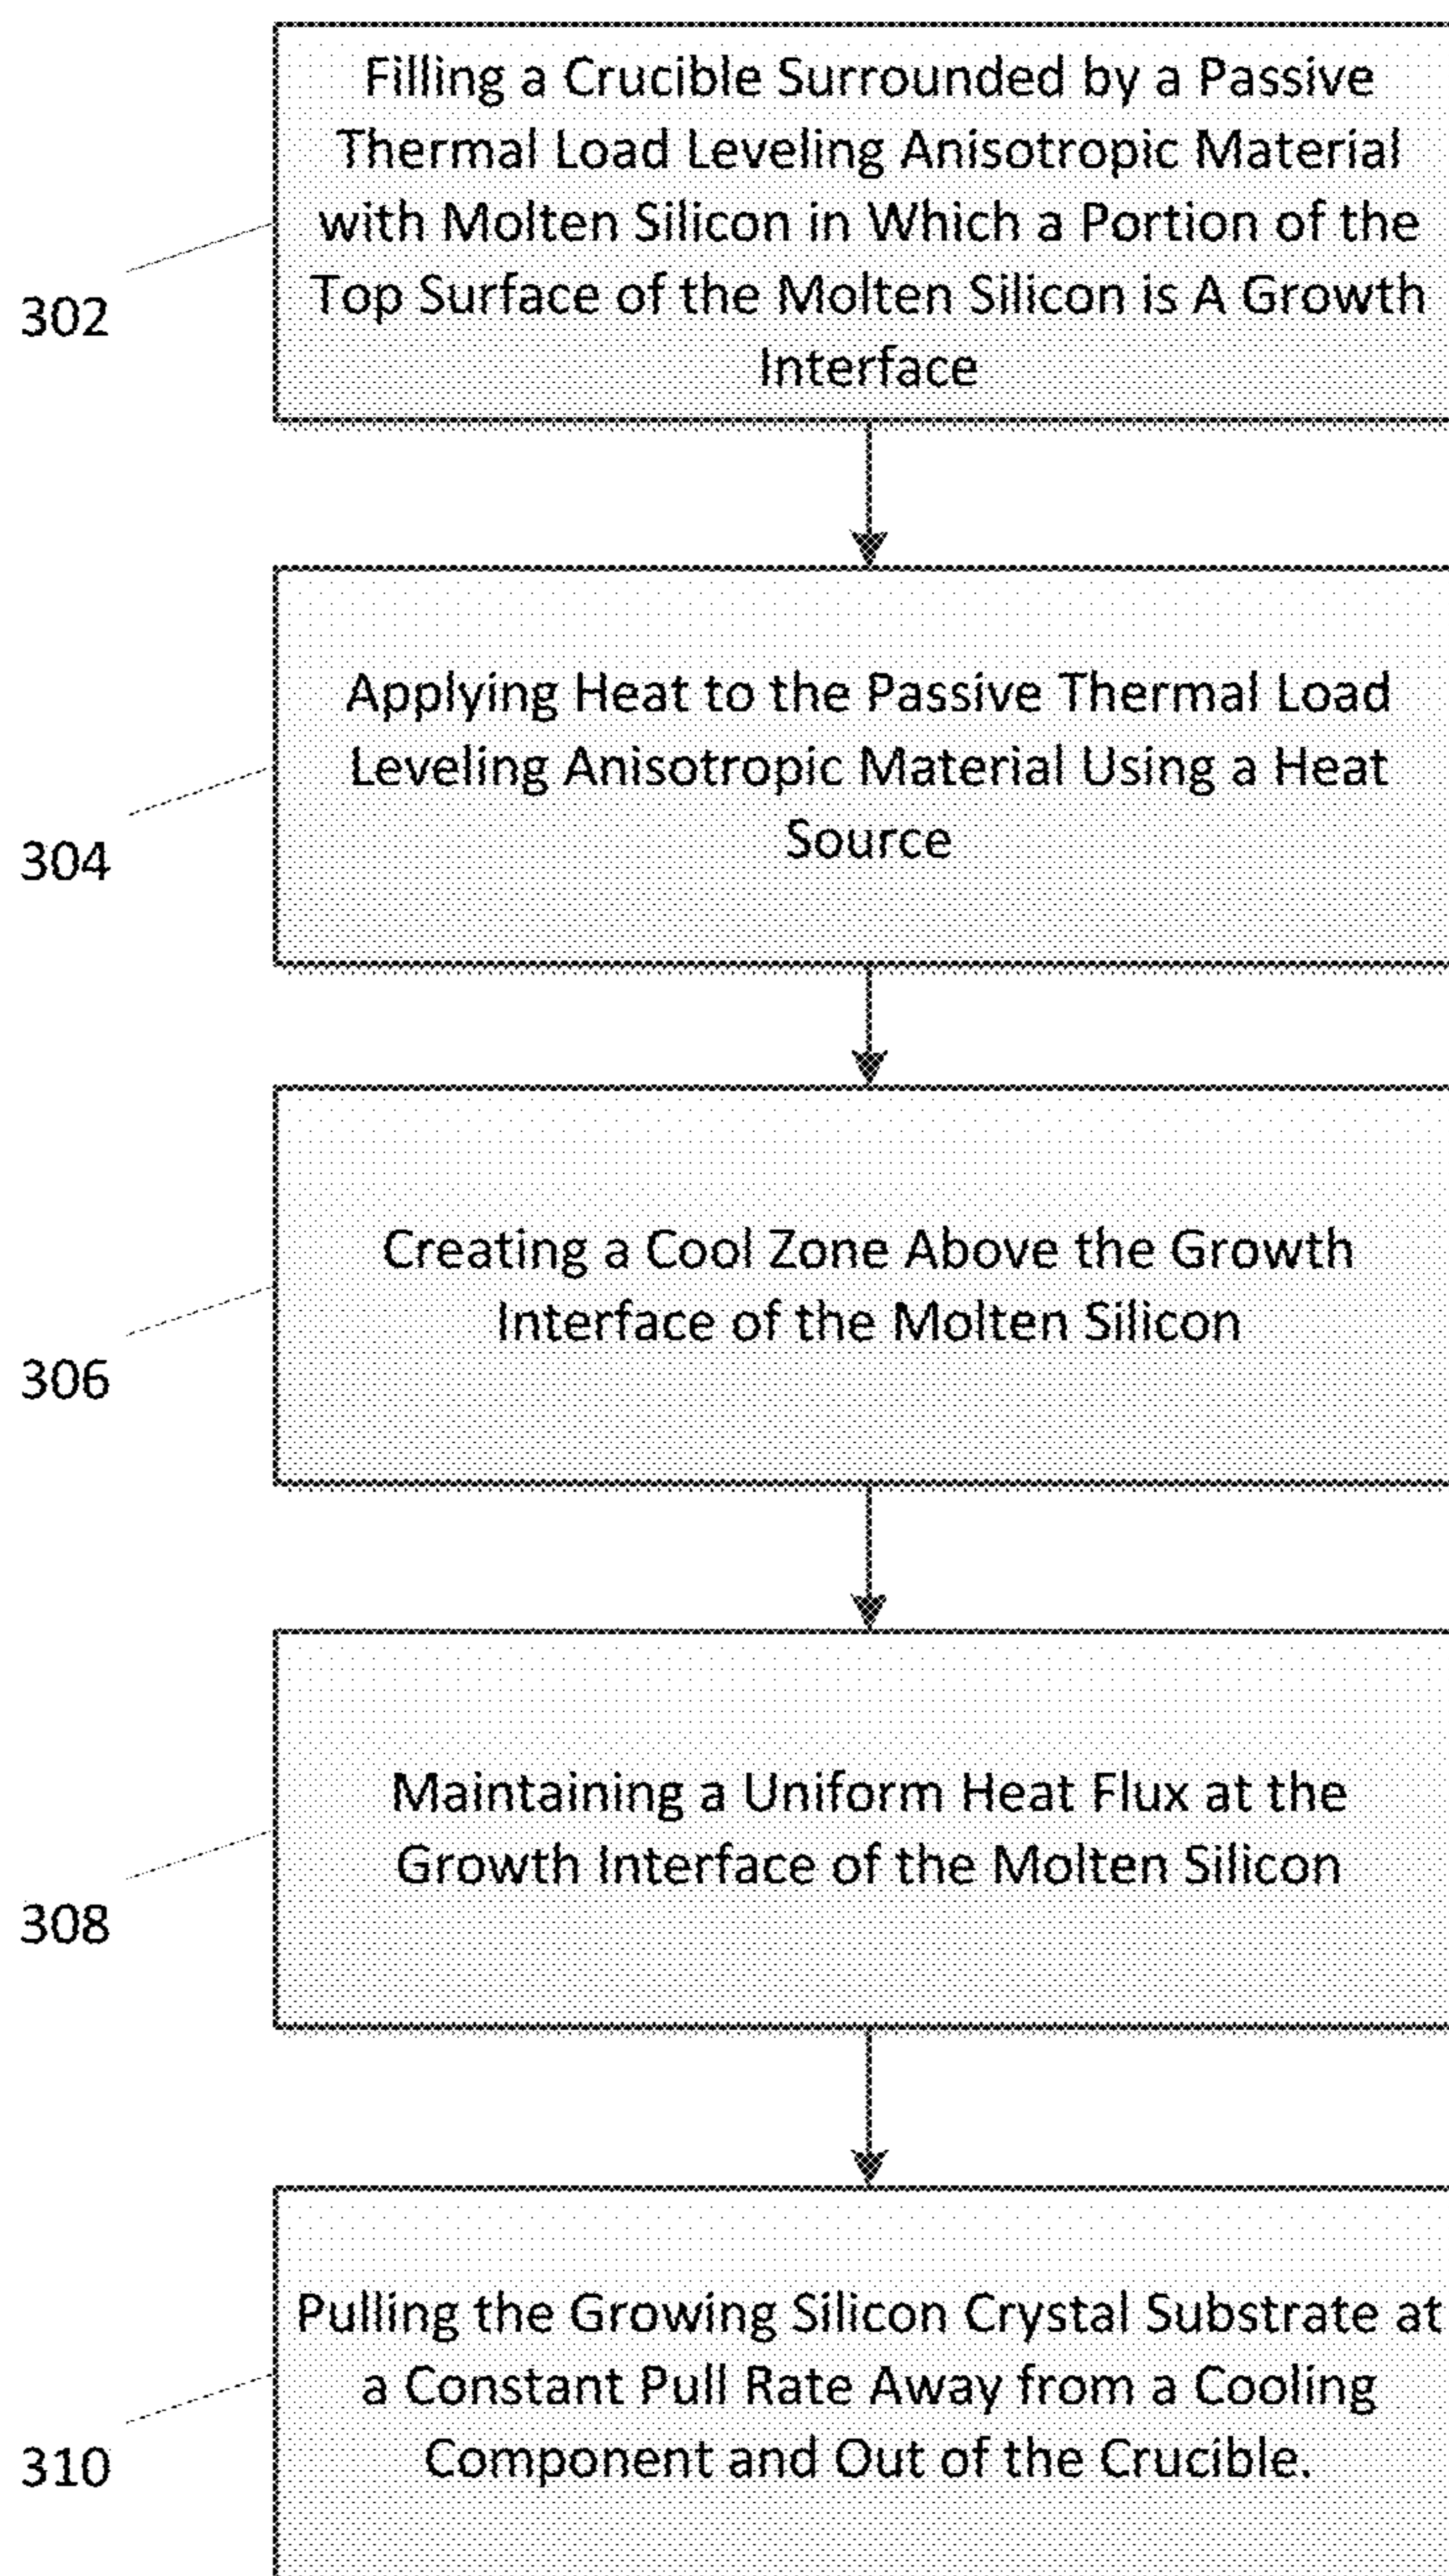 Filling a Crucible Surrounded by a Passive
Thermal Load Leveling Anisotropic Material
with Molten Silicon in Which a Portion of the
Top Surface of the Molten Silicon is A Growth
Interface
302
Applying Heat to the Passive Thermal Load
Leveling Anisotropic Material Using a Heat
Source
304
Creating a Cool Zone Above the Growth
Interface of the Molten Silicon
306
Maintaining a Uniform Heat Flux at the
Growth Interface of the Molten Silicon
308
Pulling the Growing Silicon Crystal Substrate at
a Constant Pull Rate Away from a Cooling
Component and Out of the Crucible.
310